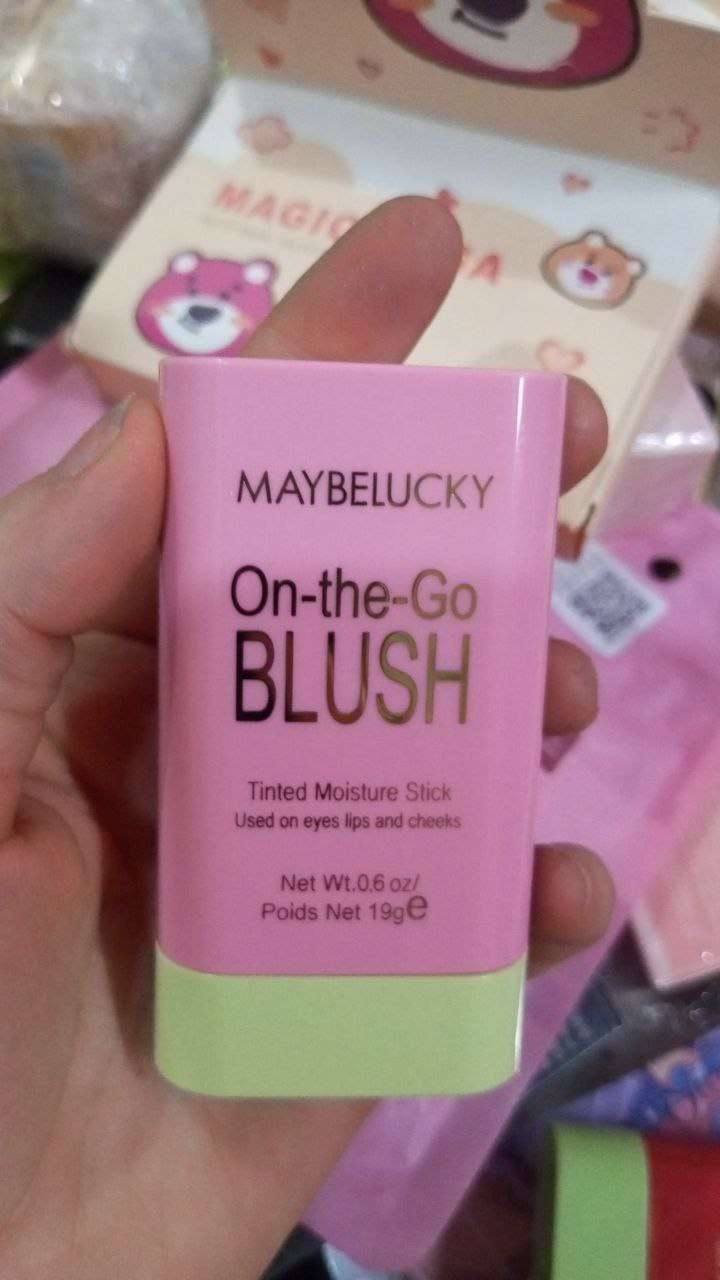 MAGIC
MAYBELUCKY
On-the-Go
BLUSH
Tinted Moisture Stick
Used on eyes lips and cheeks
Net Wt.0.6 oz/
Poids Net 19g℮